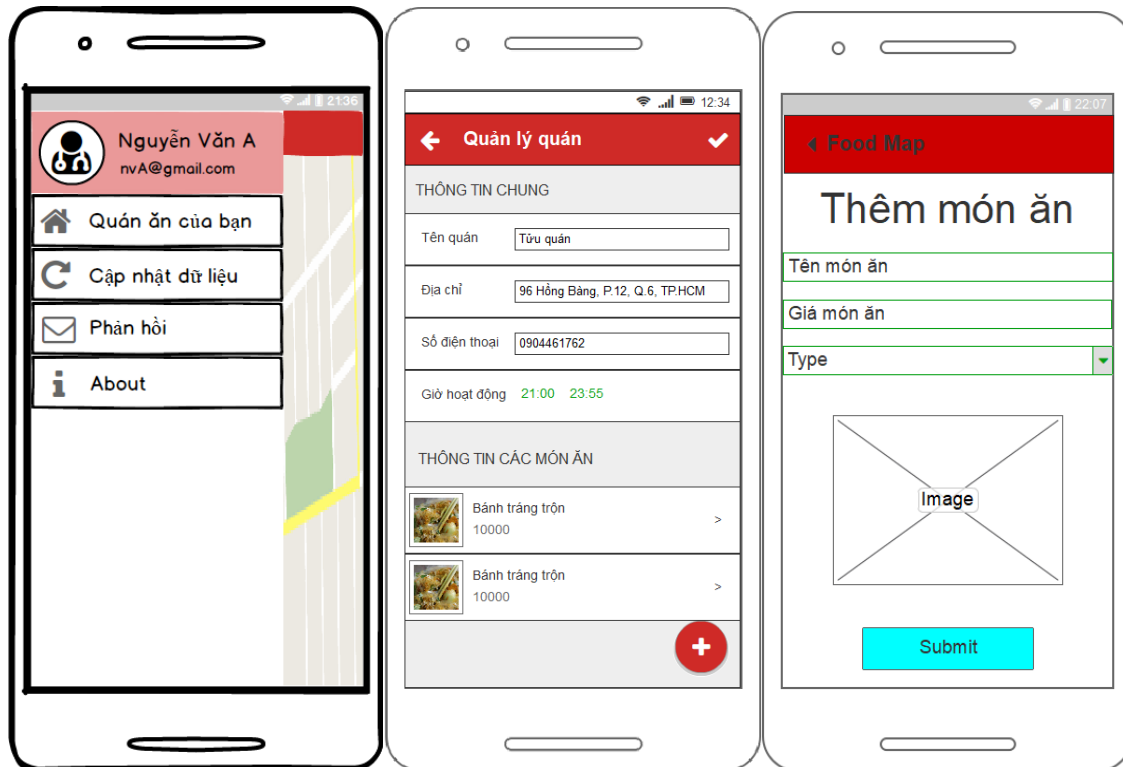 21:36
Nguyễn Văn A
nvA@gmail.com
Quán ăn của bạn
Cập nhật dữ liệu
Phản hồi
About
12:34
Quản lý quán
THÔNG TIN CHUNG
Tên quán
Tửu quán
Địa chỉ
96 Hồng Bàng, P.12, Q.6, TP.HCM
Số điện thoại
0904461762
Giờ hoạt động 21:00 23:55
THÔNG TIN CÁC MÓN ĂN
Bánh tráng trộn
10000
>
Bánh tráng trộn
10000
>
22:07
Food Map
Thêm món ăn
Tên món ăn
Giá món ăn
Type
Image
Submit